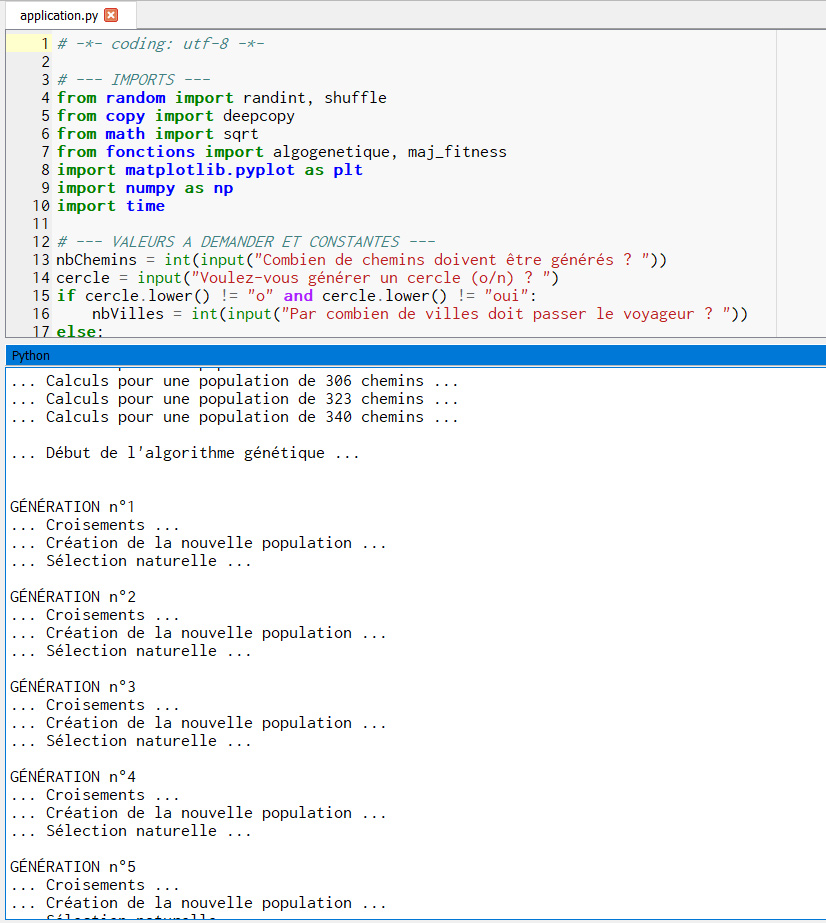 application.py
1 # -*- coding: utf-8 -*-
2
3 # --- IMPORTS ---
4 from random import randint, shuffle
5 from copy import deepcopy
6 from math import sqrt
7 from fonctions import algogenetique, maj_fitness
8 import matplotlib.pyplot as plt
9 import numpy as np
10 import time
11
12 # --- VALEURS A DEMANDER ET CONSTANTES ---
13 nbChemins = int(input("Combien de chemins doivent être générés ? "))
14 cercle = input("Voulez-vous générer un cercle (o/n) ? ")
15 if cercle.lower() != "o" and cercle.lower() != "oui":
16     nbVilles = int(input("Par combien de villes doit passer le voyageur ? "))
17 else:
Python
... Calculs pour une population de 306 chemins ...
... Calculs pour une population de 323 chemins ...
... Calculs pour une population de 340 chemins ...
... Début de l'algorithme génétique ...
GÉNÉRATION n°1
... Croisements ...
... Création de la nouvelle population ...
... Sélection naturelle ...
GÉNÉRATION n°2
... Croisements ...
... Création de la nouvelle population ...
... Sélection naturelle ...
GÉNÉRATION n°3
... Croisements ...
... Création de la nouvelle population ...
... Sélection naturelle ...
GÉNÉRATION n°4
... Croisements ...
... Création de la nouvelle population ...
... Sélection naturelle ...
GÉNÉRATION n°5
... Croisements ...
... Création de la nouvelle population ...